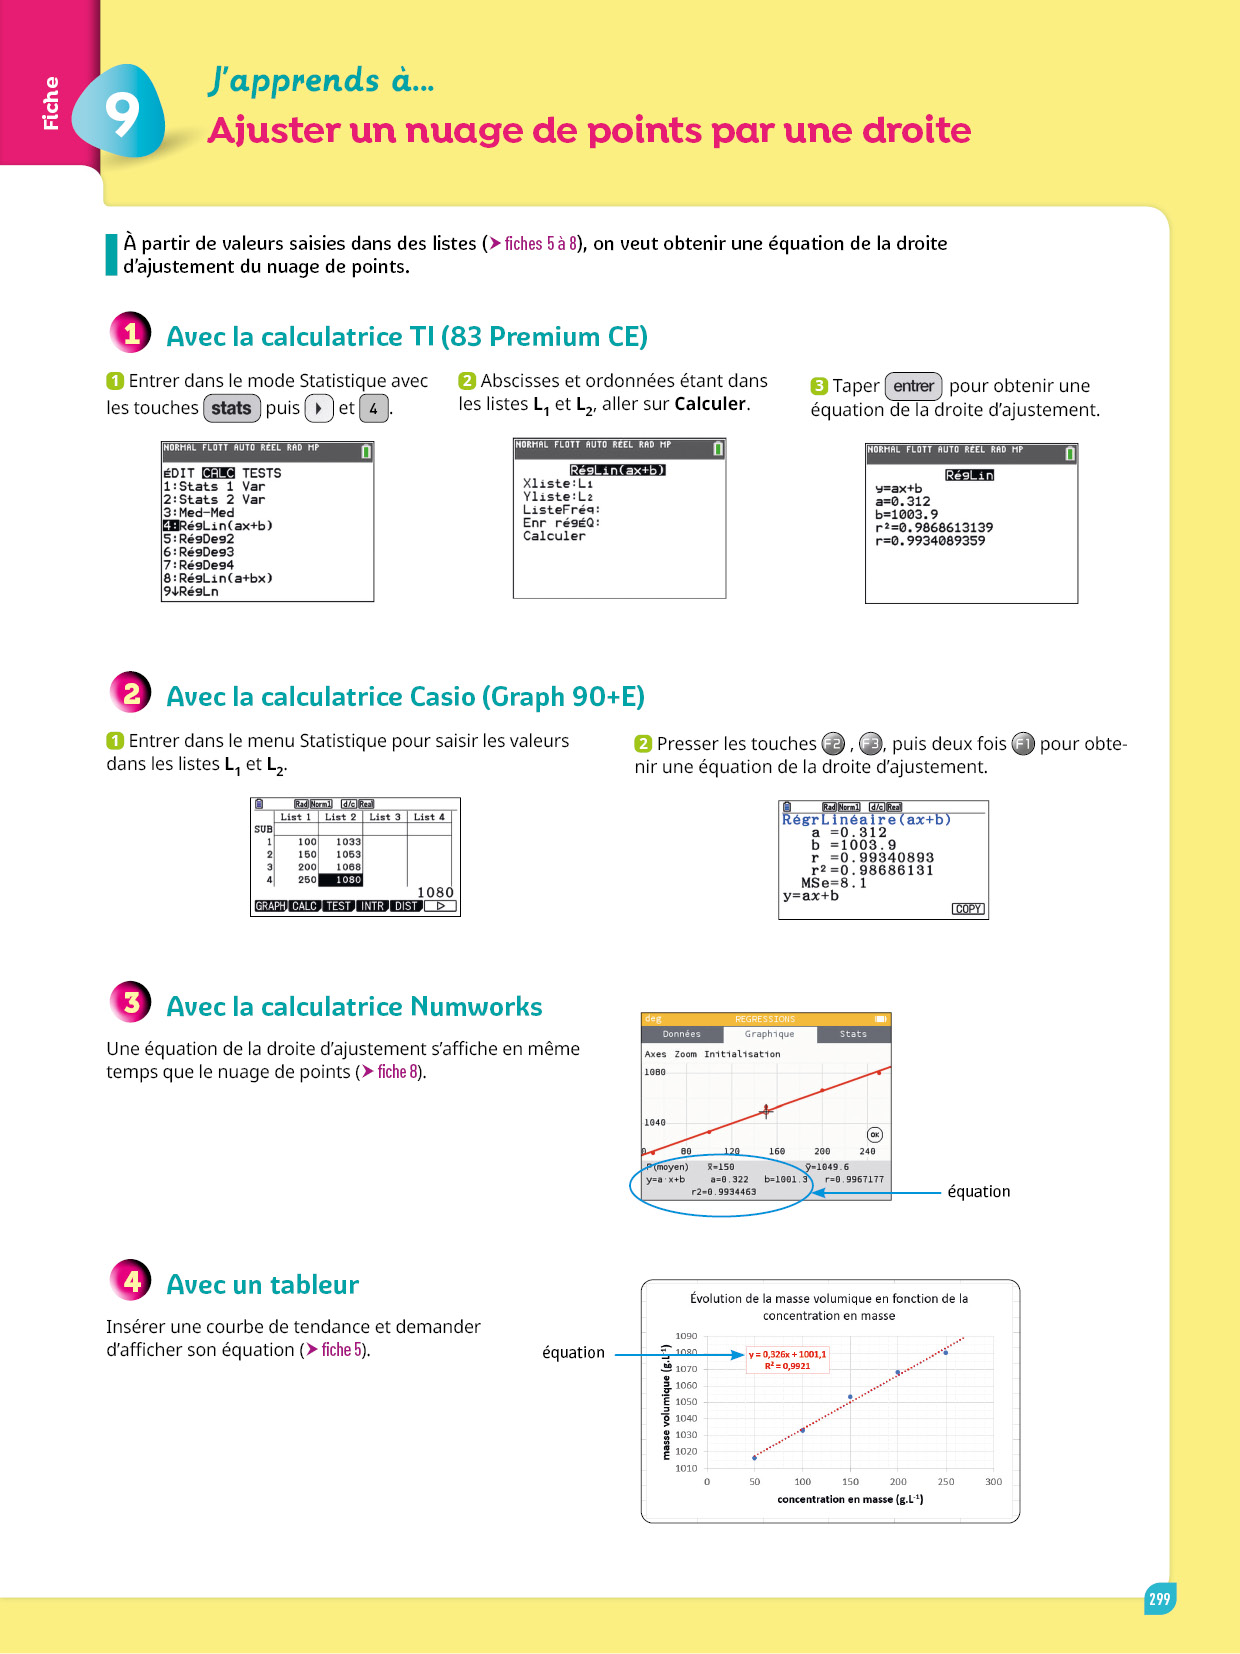 Fiche
9
J'apprends à...
Ajuster un nuage de points par une droite
À partir de valeurs saisies dans des listes (➤ fiches 5 à 8), on veut obtenir une équation de la droite
d'ajustement du nuage de points.
1 Avec la calculatrice TI (83 Premium CE)
1 Entrer dans le mode Statistique avec
les touches stats puis ▸ et 4.
NORMAL FLOTT AUTO RÉEL RAD MP
ÉDIT CALC TESTS
1:Stats 1 Var
2:Stats 2 Var
3:Med-Med
4:RégLin(ax+b)
5:RégDeg2
6:RégDeg3
7:RégDeg4
8:RégLin(a+bx)
9↓RégLn
2 Abscisses et ordonnées étant dans
les listes L1 et L2, aller sur Calculer.
NORMAL FLOTT AUTO RÉEL RAD MP
RégLin(ax+b)
Xliste:L1
Yliste:L2
ListeFréq:
Enr régÉQ:
Calculer
3 Taper entrer pour obtenir une
équation de la droite d'ajustement.
NORMAL FLOTT AUTO RÉEL RAD MP
RégLin
y=ax+b
a=0.312
b=1003.9
r²=0.9868613139
r=0.9934089359
2 Avec la calculatrice Casio (Graph 90+E)
1 Entrer dans le menu Statistique pour saisir les valeurs
dans les listes L1 et L2.
Rad Norm1 d/c Real
List 1 List 2 List 3 List 4
SUB
1 100 1033
2 150 1053
3 200 1068
4 250 1080
1080
GRAPH CALC TEST INTR DIST ▷
2 Presser les touches F2 , F3, puis deux fois F1 pour obte-
nir une équation de la droite d'ajustement.
Rad Norm1 d/c Real
RégrLinéaire(ax+b)
a =0.312
b =1003.9
r =0.99340893
r²=0.98686131
MSe=8.1
y=ax+b
COPY
3 Avec la calculatrice Numworks
Une équation de la droite d'ajustement s'affiche en même
temps que le nuage de points (➤ fiche 8).
deg REGRESSIONS
Données Graphique Stats
Axes Zoom Initialisation
1080
1040
OK
0 80 120 160 200 240
P(moyen) x̄=150 ȳ=1049.6
y=a·x+b a=0.322 b=1001.3 r=0.9967177
r2=0.9934463
équation
4 Avec un tableur
Insérer une courbe de tendance et demander
d'afficher son équation (➤ fiche 5).
équation
Évolution de la masse volumique en fonction de la
concentration en masse
masse volumique (g.L⁻¹)
1090
1080
1070
1060
1050
1040
1030
1020
1010
y = 0,326x + 1001,1
R² = 0,9921
0 50 100 150 200 250 300
concentration en masse (g.L⁻¹)
299